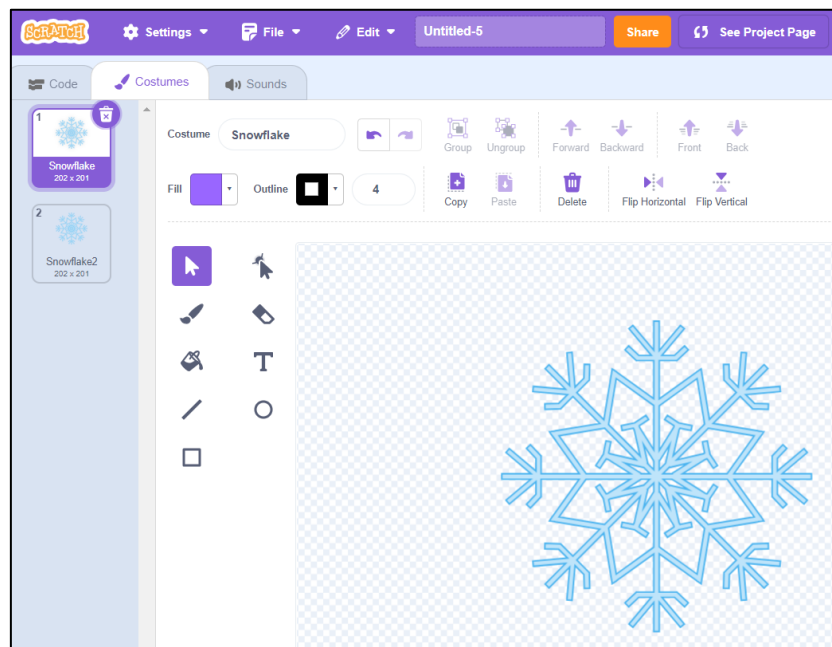 SCRATCH Settings File Edit Untitled-5 Share See Project Page
Code Costumes Sounds
1
Snowflake
202 x 201
2
Snowflake2
202 x 201
Costume Snowflake
Group Ungroup Forward Backward Front Back
Fill Outline 4
Copy Paste Delete Flip Horizontal Flip Vertical
T